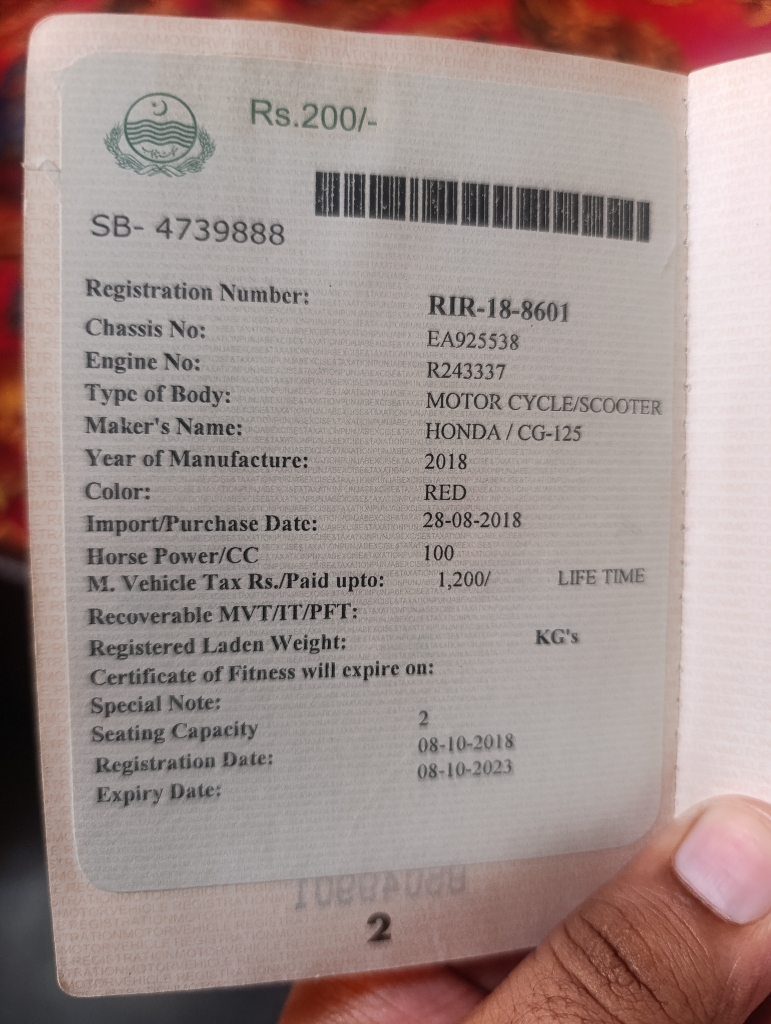 Rs.200/-
SB- 4739888
Registration Number: RIR-18-8601
Chassis No: EA925538
Engine No: R243337
Type of Body: MOTOR CYCLE/SCOOTER
Maker's Name: HONDA / CG-125
Year of Manufacture: 2018
Color: RED
Import/Purchase Date: 28-08-2018
Horse Power/CC 100
M. Vehicle Tax Rs./Paid upto: 1,200/ LIFE TIME
Recoverable MVT/IT/PFT:
Registered Laden Weight: KG's
Certificate of Fitness will expire on:
Special Note:
Seating Capacity 2
Registration Date: 08-10-2018
Expiry Date: 08-10-2023
2